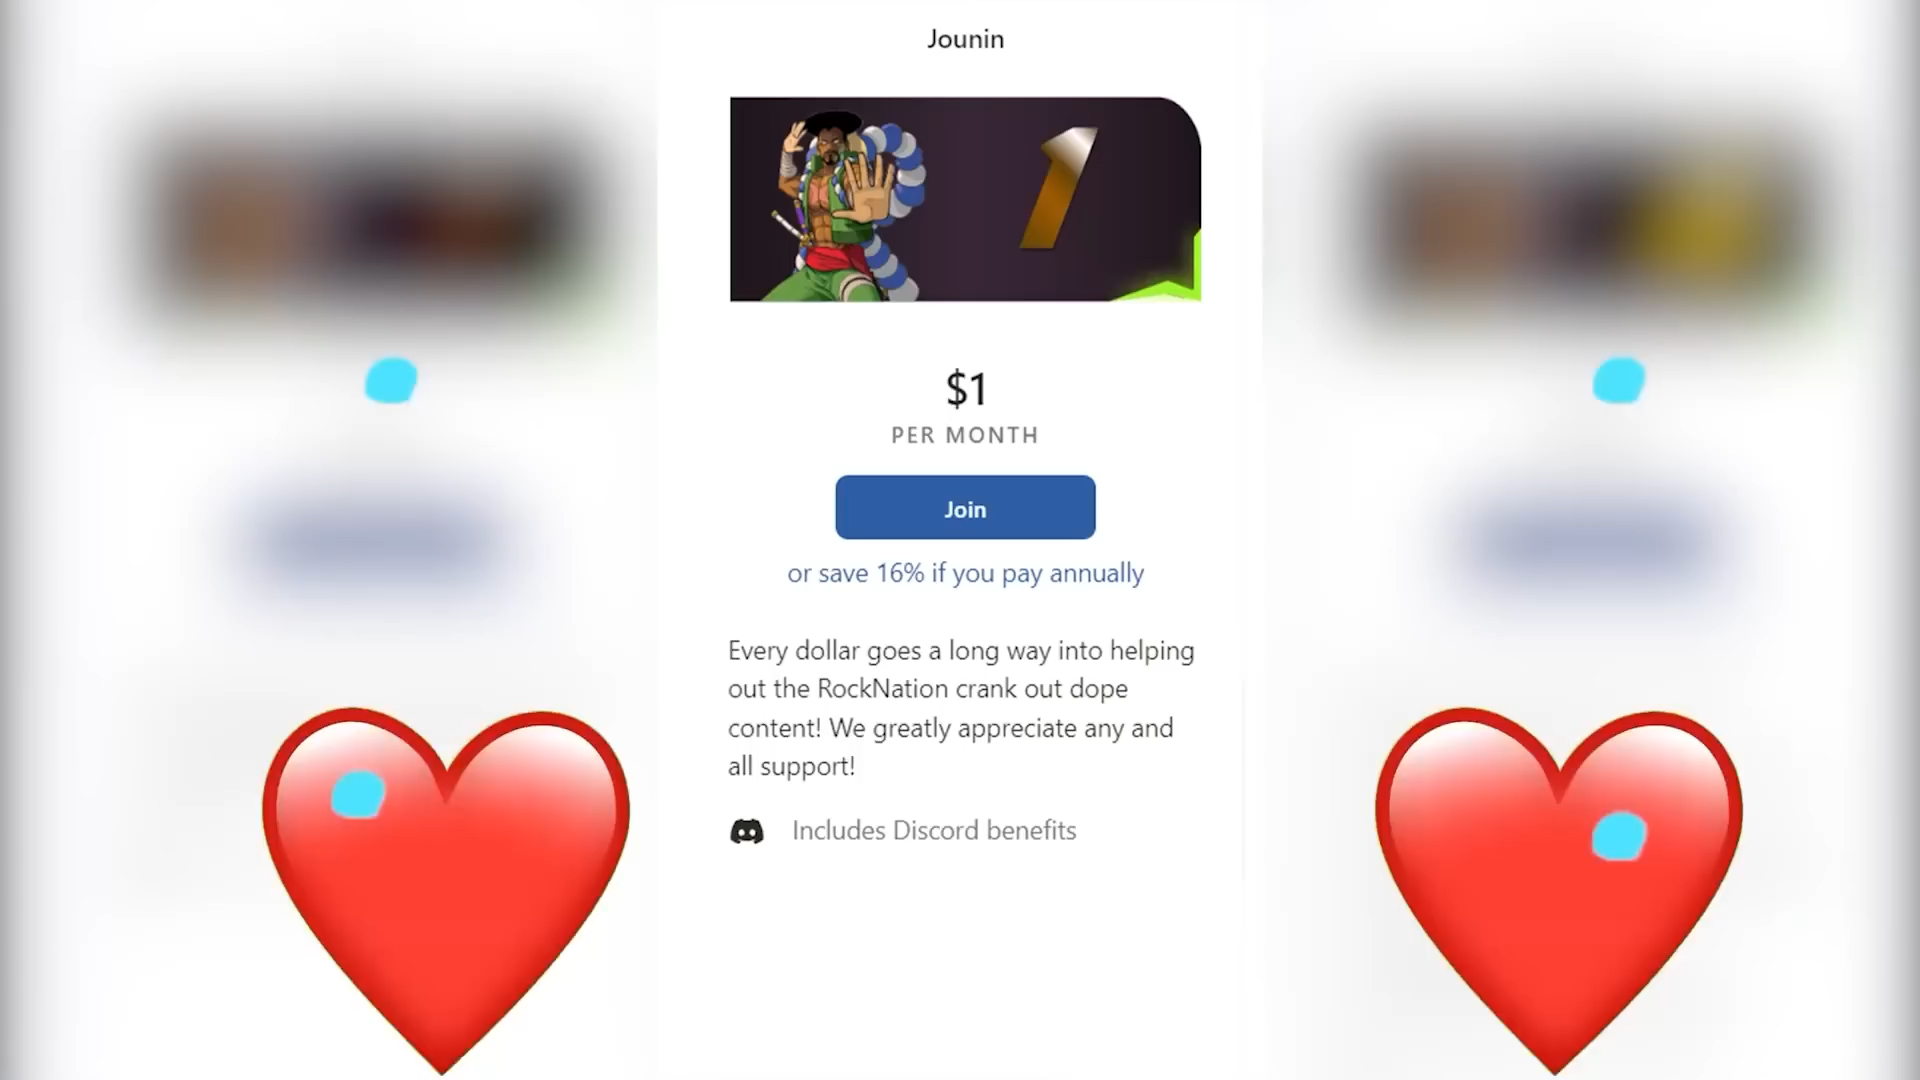 Jounin
1
$1
PER MONTH
Join
or save 16% if you pay annually
Every dollar goes a long way into helping
out the RockNation crank out dope
content! We greatly appreciate any and
all support!
Includes Discord benefits